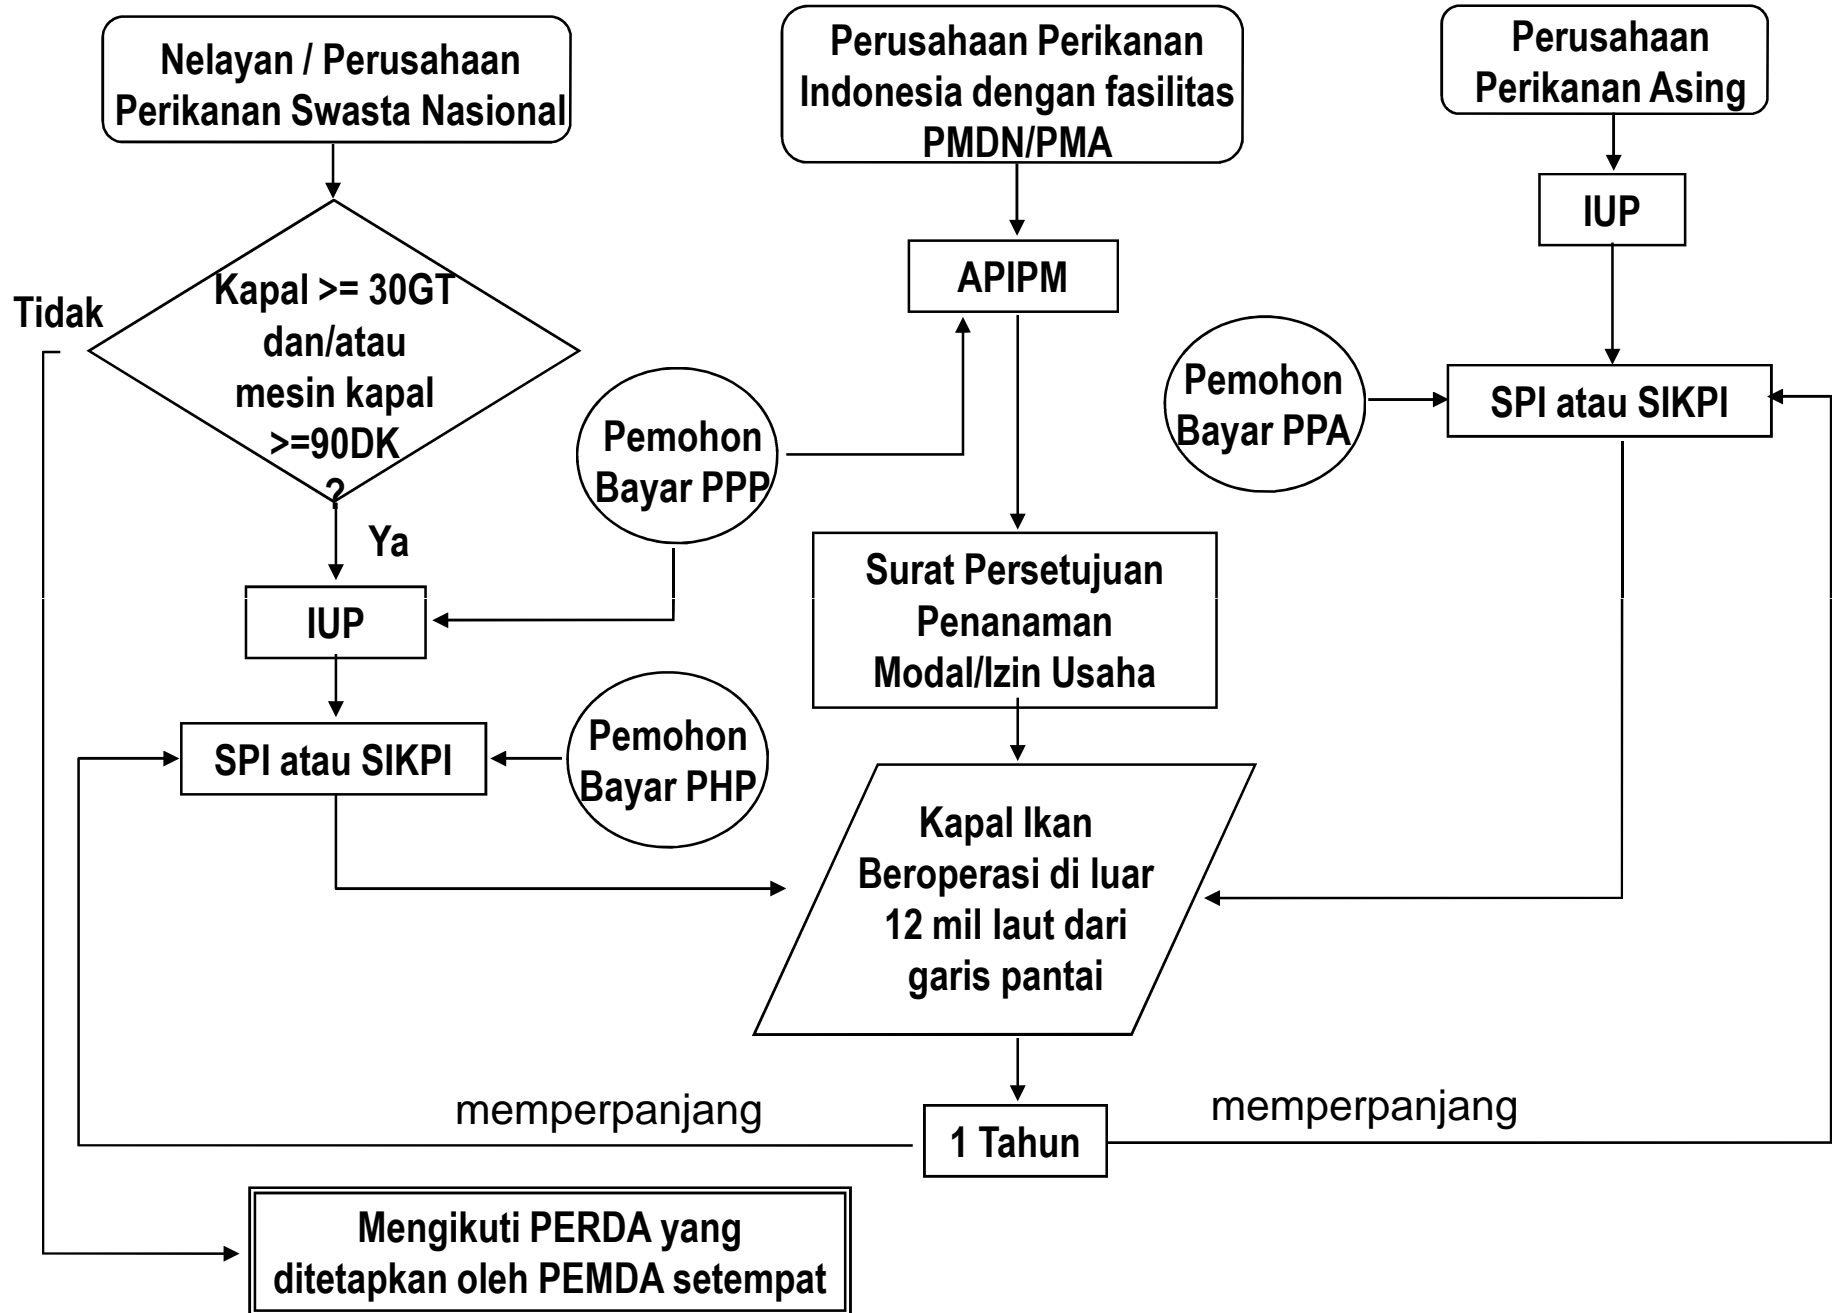 Nelayan / Perusahaan
Perikanan Swasta Nasional
Perusahaan Perikanan
Indonesia dengan fasilitas
PMDN/PMA
Perusahaan
Perikanan Asing
IUP
APIPM
Tidak
Kapal >= 30GT
dan/atau
mesin kapal
>=90DK
?
Ya
Pemohon
Bayar PPP
Pemohon
Bayar PPA
SPI atau SIKPI
Surat Persetujuan
Penanaman
Modal/Izin Usaha
IUP
SPI atau SIKPI
Pemohon
Bayar PHP
Kapal Ikan
Beroperasi di luar
12 mil laut dari
garis pantai
memperpanjang
memperpanjang
1 Tahun
Mengikuti PERDA yang
ditetapkan oleh PEMDA setempat